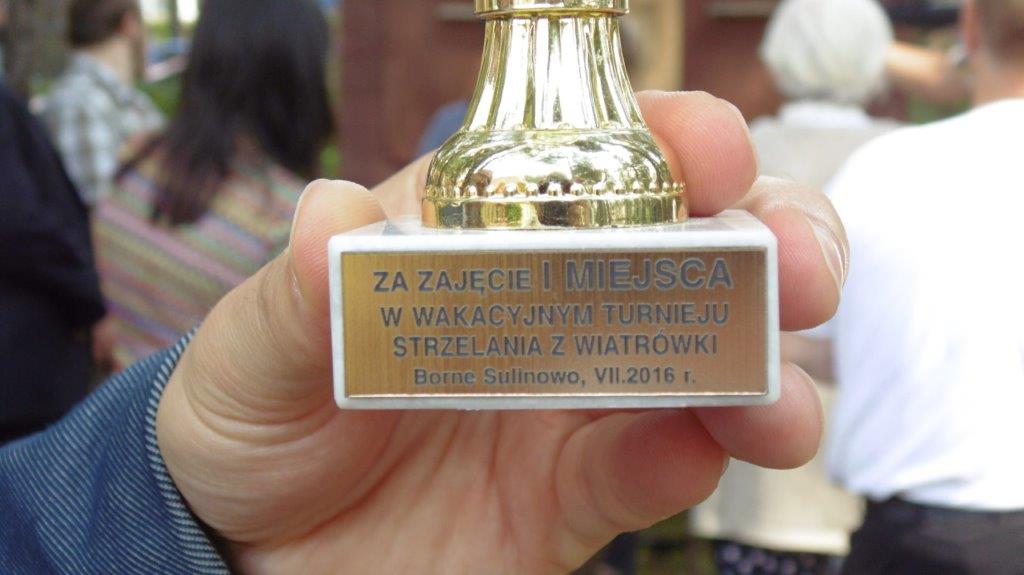 ZA ZAJĘCIE I MIEJSCA
W WAKACYJNYM TURNIEJU
STRZELANIA Z WIATRÓWKI
Borne Sulinowo, VII.2016 r.